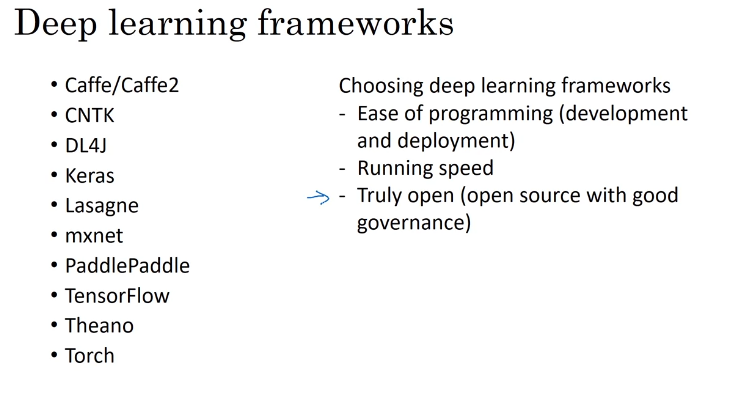 Deep learning frameworks
• Caffe/Caffe2
• CNTK
• DL4J
• Keras
• Lasagne
• mxnet
• PaddlePaddle
• TensorFlow
• Theano
• Torch
Choosing deep learning frameworks
- Ease of programming (development
and deployment)
- Running speed
- Truly open (open source with good
governance)